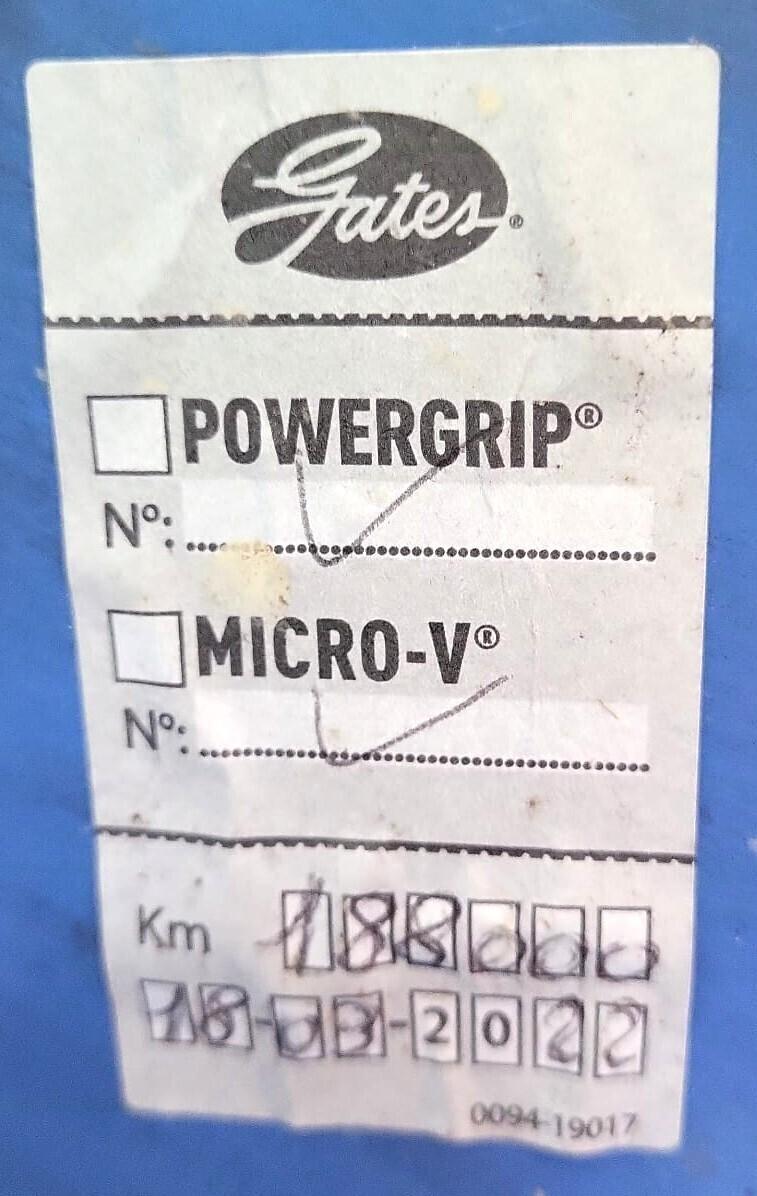 Gates®
POWERGRIP®
Nº:
MICRO-V®
Nº:
Km 188000
18-03-2022
0094-19017